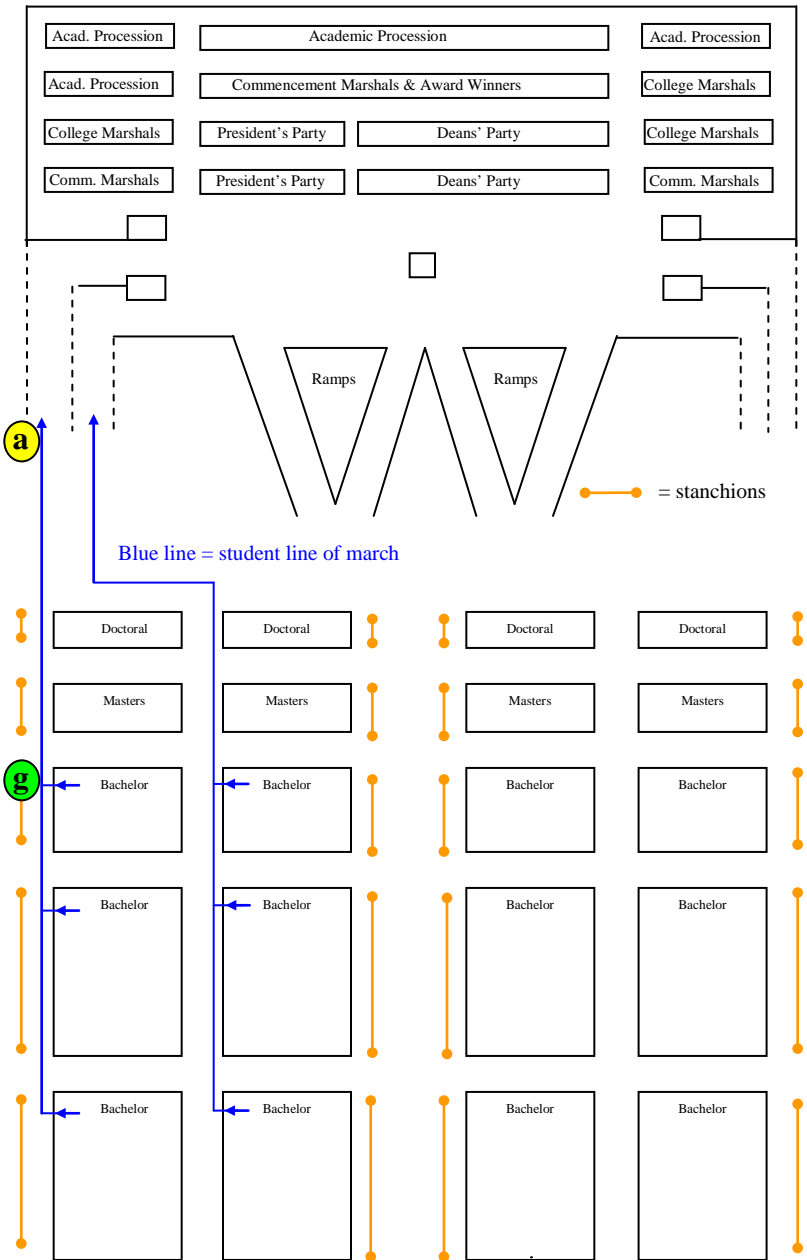 Acad. Procession Academic Procession Acad. Procession
Acad. Procession Commencement Marshals & Award Winners College Marshals
College Marshals President's Party Deans' Party College Marshals
Comm. Marshals President's Party Deans' Party Comm. Marshals
Ramps Ramps
a
= stanchions
Blue line = student line of march
Doctoral Doctoral Doctoral Doctoral
Masters Masters Masters Masters
g Bachelor Bachelor Bachelor Bachelor
Bachelor Bachelor Bachelor Bachelor
Bachelor Bachelor Bachelor Bachelor